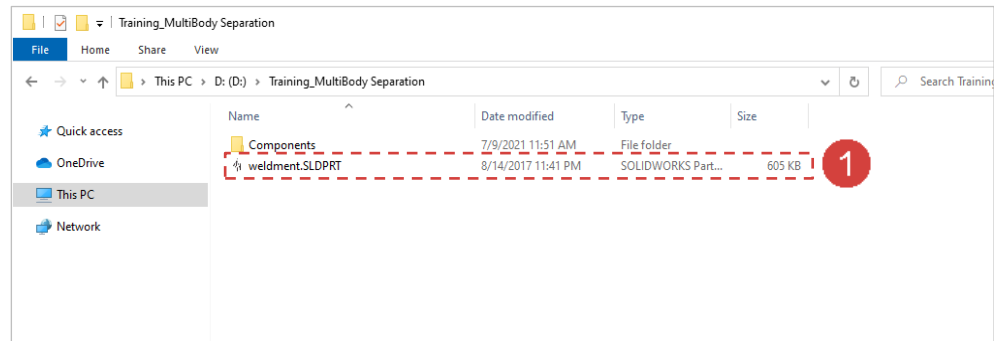 Training_MultiBody Separation
File Home Share View
This PC > D: (D:) > Training_MultiBody Separation
Search Training
Name Date modified Type Size
Quick access
Components 7/9/2021 11:51 AM File folder
OneDrive
weldment.SLDPRT 8/14/2017 11:41 PM SOLIDWORKS Part... 605 KB
1
This PC
Network